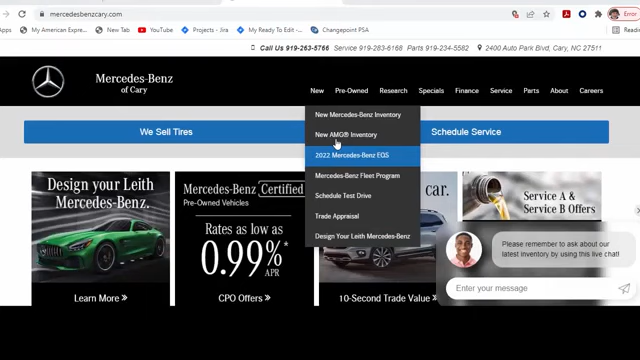 mercedesbenzcary.com
Error
Apps
My American Expre...
New Tab
YouTube
Projects - Jira
My Ready To Edit -...
Changepoint PSA
Call Us 919-263-5766 Service 919-283-6168 Parts 919-234-5582 2400 Auto Park Blvd, Cary, NC 27511
Mercedes-Benz
of Cary
New Pre-Owned Research Specials Finance Service Parts About Careers
We Sell Tires
Schedule Service
New Mercedes-Benz Inventory
New AMG® Inventory
2022 Mercedes-Benz EQS
Mercedes-Benz Fleet Program
Schedule Test Drive
Trade Appraisal
Design Your Leith Mercedes-Benz
Design your Leith
Mercedes-Benz.
Learn More »
Mercedes-Benz Certified
Pre-Owned Vehicles
Rates as low as
0.99%*
APR
CPO Offers »
car.
10-Second Trade Value »
Service A &
Service B Offers
Please remember to ask about our
latest inventory by using this live chat!
Enter your message